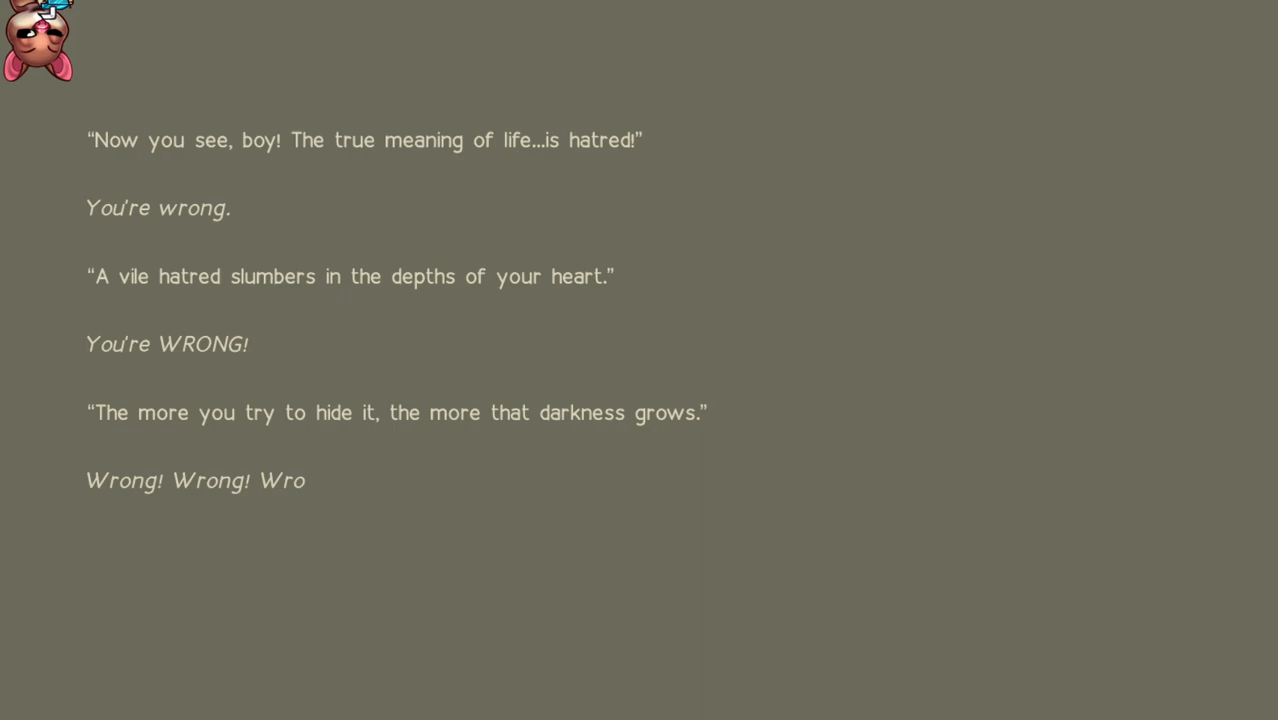 “Now you see, boy! The true meaning of life...is hatred!”
You're wrong.
“A vile hatred slumbers in the depths of your heart.”
You're WRONG!
“The more you try to hide it, the more that darkness grows.”
Wrong! Wrong! Wro